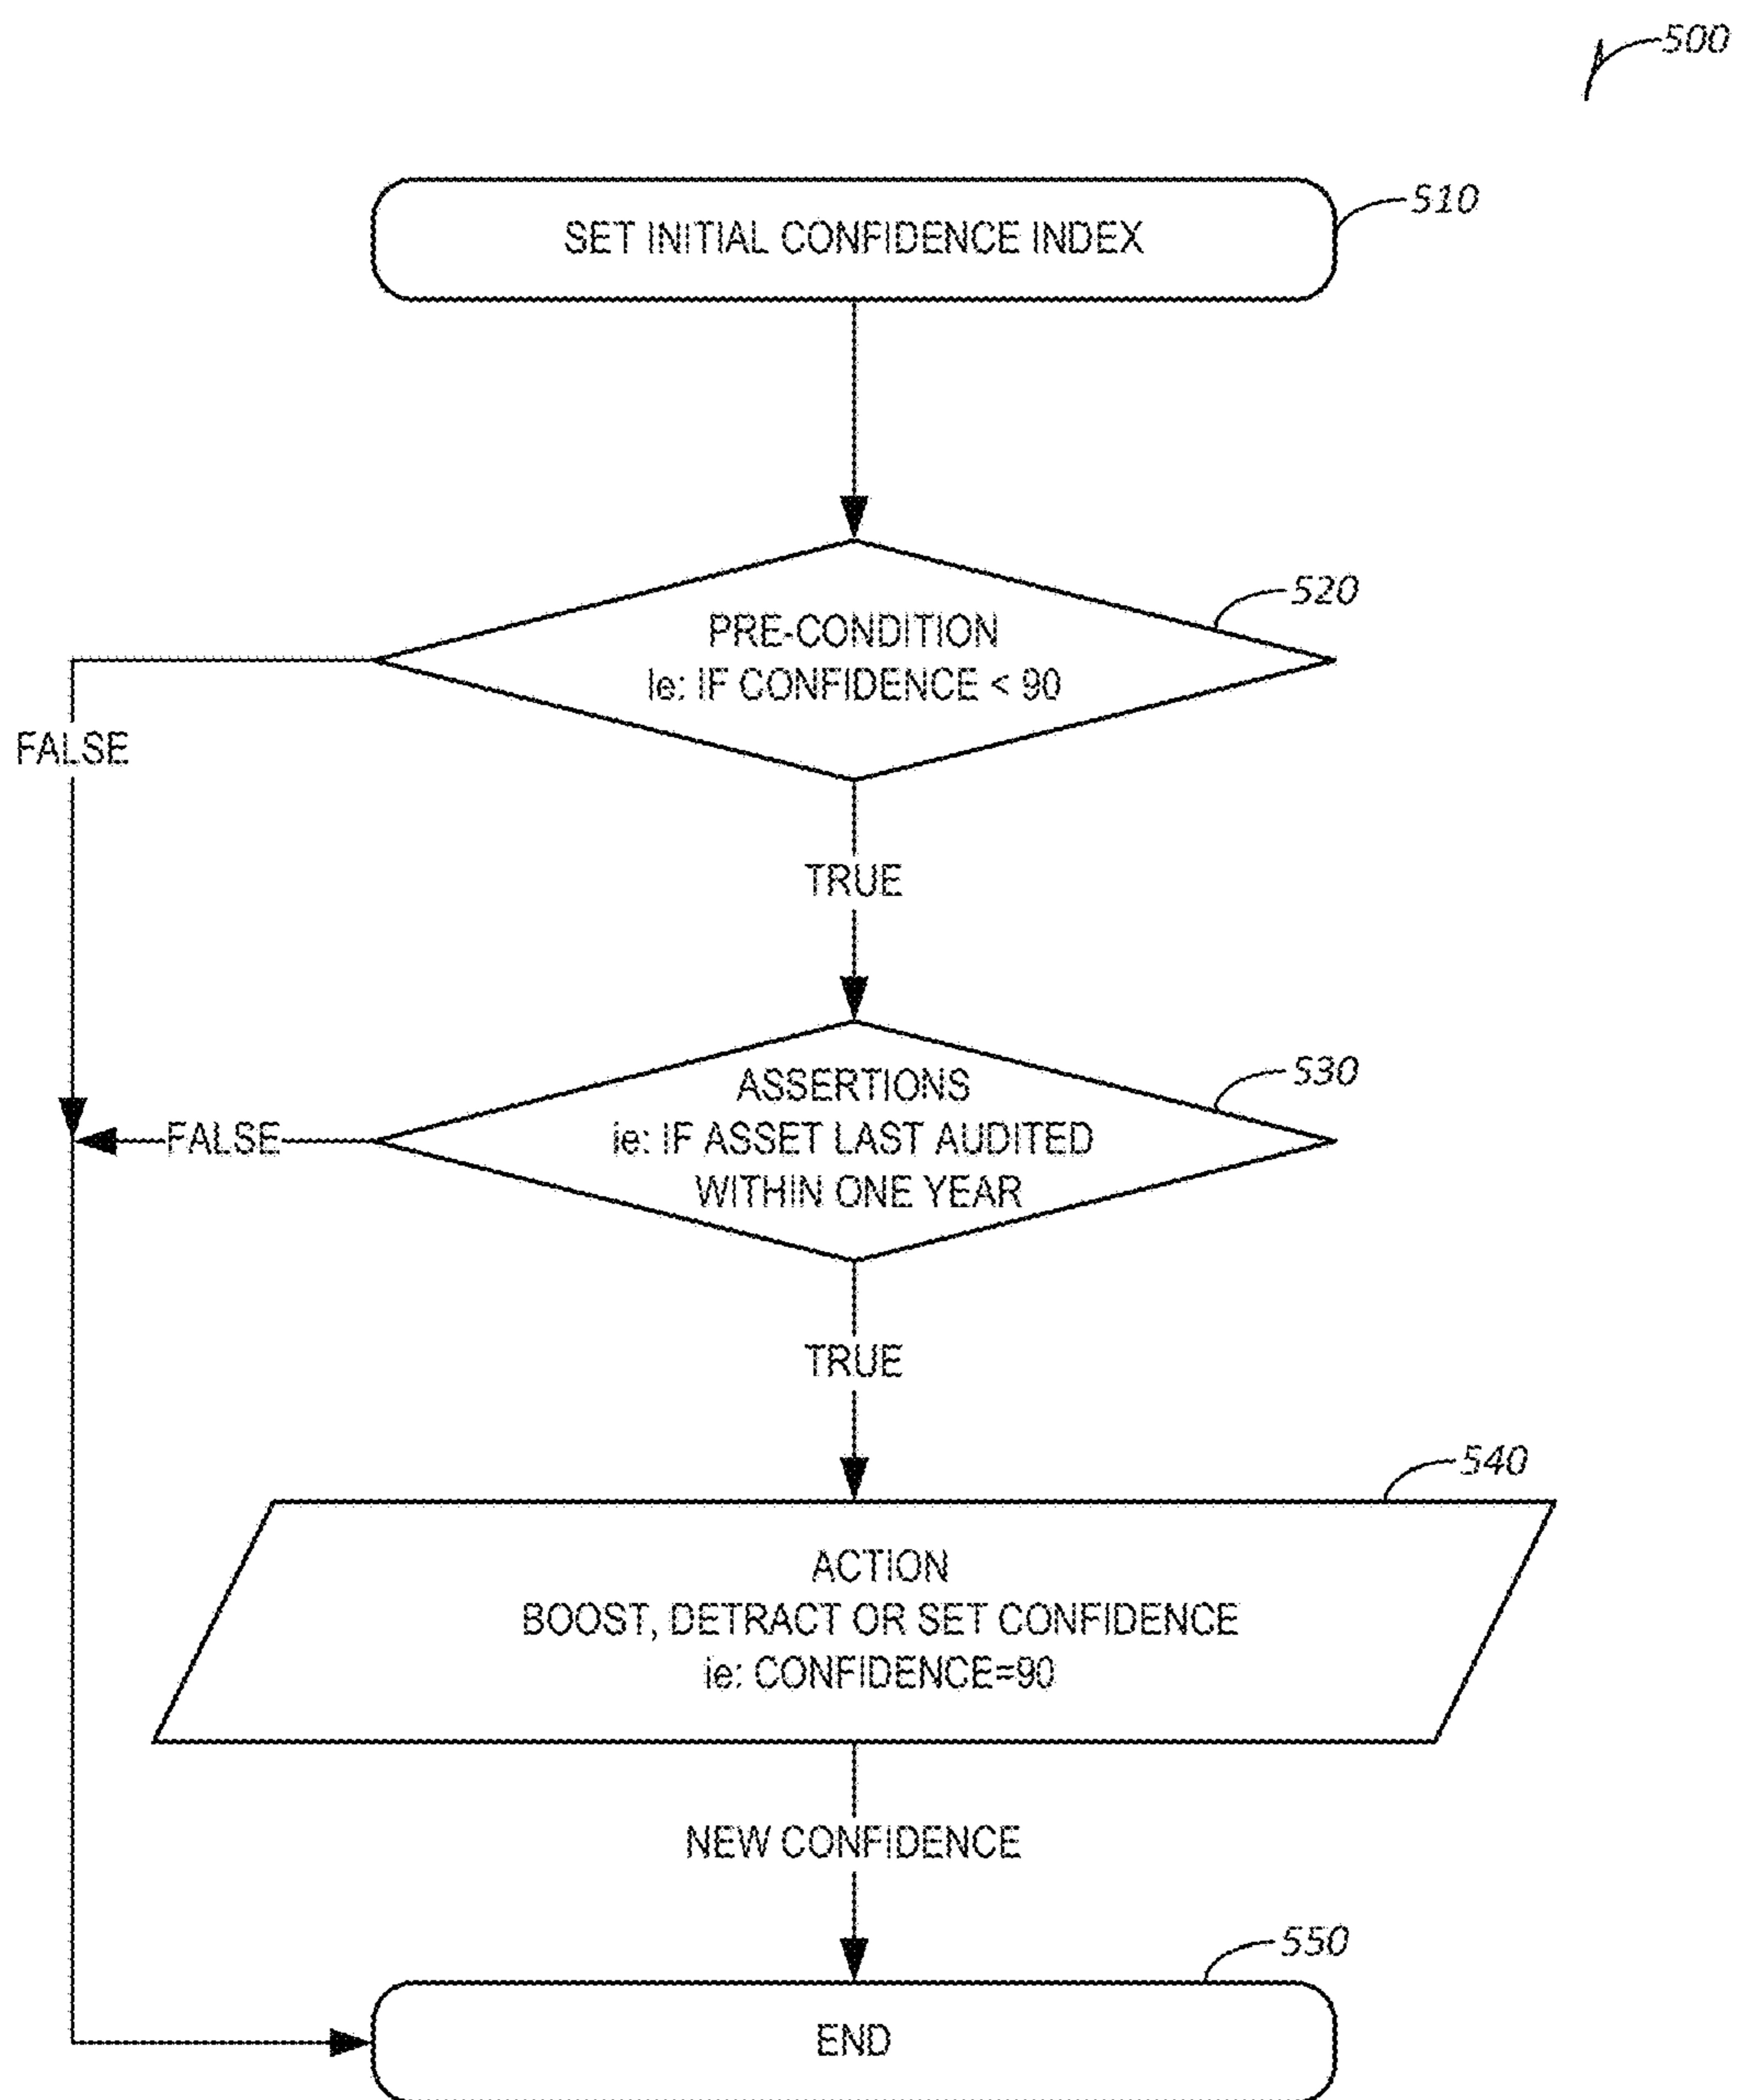 500
SET INITIAL CONFIDENCE INDEX
510
PRE-CONDITION
Ie: IF CONFIDENCE < 90
520
FALSE
TRUE
ASSERTIONS
ie: IF ASSET LAST AUDITED
WITHIN ONE YEAR
530
FALSE
TRUE
540
ACTION
BOOST, DETRACT OR SET CONFIDENCE
ie: CONFIDENCE=90
NEW CONFIDENCE
550
END